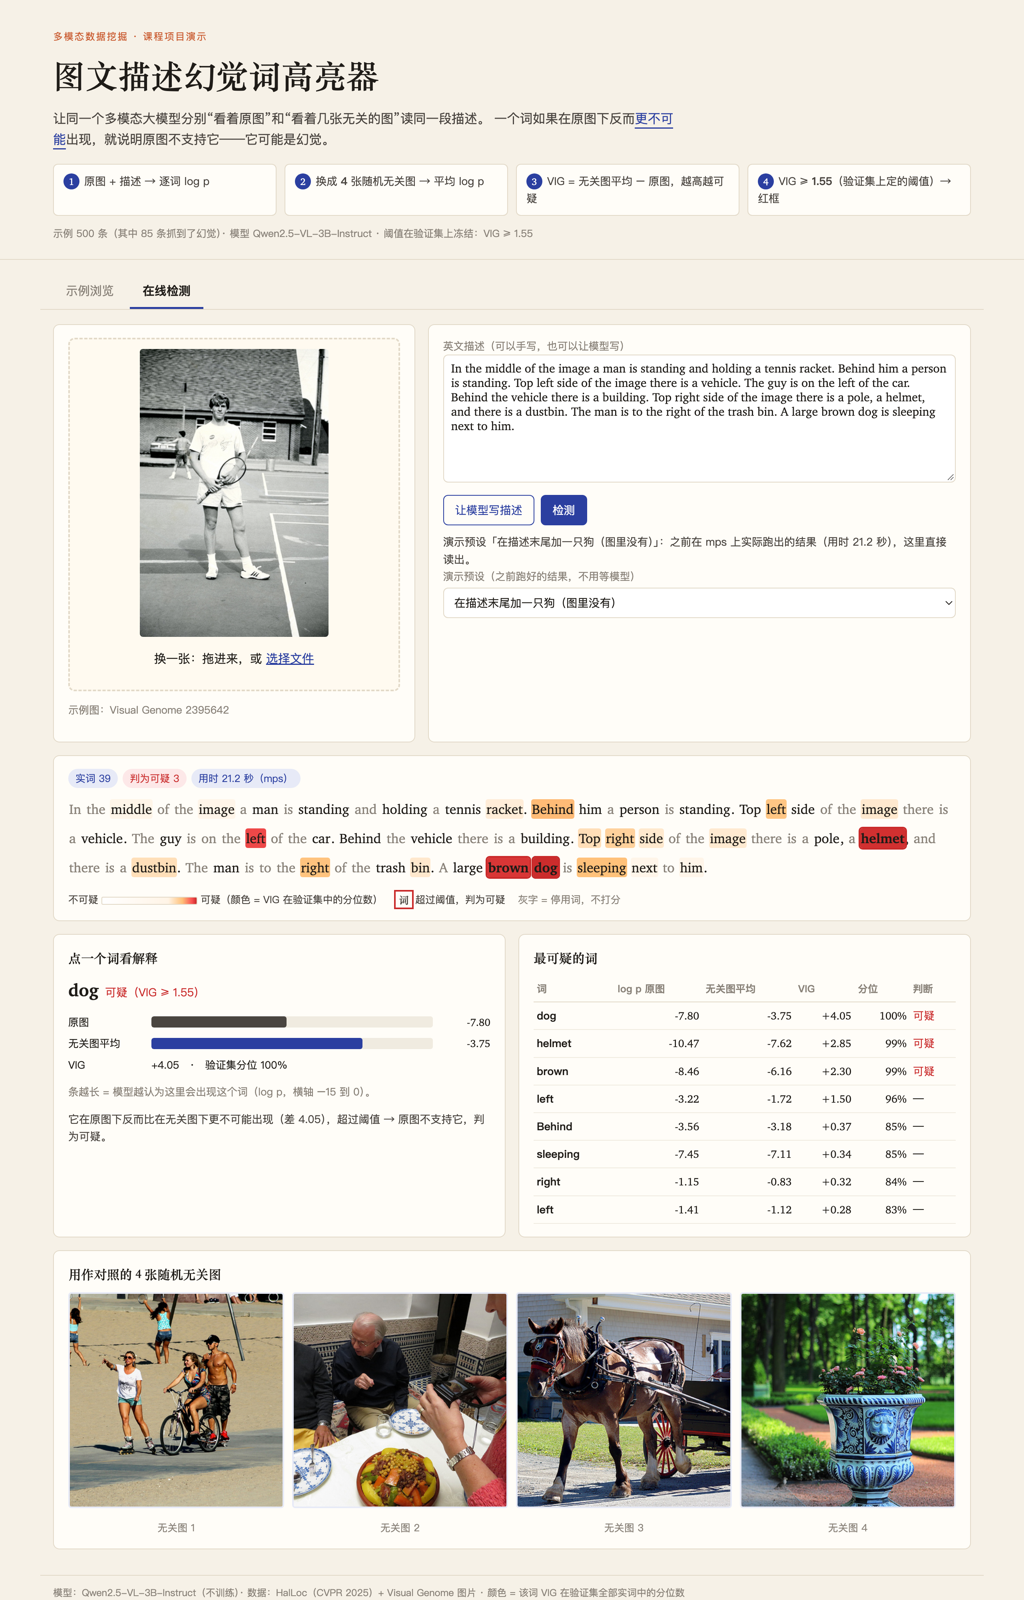 多模态数据挖掘 · 课程项目演示
图文描述幻觉词高亮器
让同一个多模态大模型分别“看着原图”和“看着几张无关的图”读同一段描述。 一个词如果在原图下反而更不可
能出现，就说明原图不支持它——它可能是幻觉。
1 原图 + 描述 → 逐词 log p
2 换成 4 张随机无关图 → 平均 log p
3 VIG = 无关图平均 − 原图，越高越可
疑
4 VIG ≥ 1.55（验证集上定的阈值）→
红框
示例 500 条（其中 85 条抓到了幻觉）· 模型 Qwen2.5-VL-3B-Instruct · 阈值在验证集上冻结：VIG ≥ 1.55
示例浏览 在线检测
换一张：拖进来，或 选择文件
示例图：Visual Genome 2395642
英文描述（可以手写，也可以让模型写）
In the middle of the image a man is standing and holding a tennis racket. Behind him a person
is standing. Top left side of the image there is a vehicle. The guy is on the left of the car.
Behind the vehicle there is a building. Top right side of the image there is a pole, a helmet,
and there is a dustbin. The man is to the right of the trash bin. A large brown dog is sleeping
next to him.
让模型写描述 检测
演示预设「在描述末尾加一只狗（图里没有）」：之前在 mps 上实际跑出的结果（用时 21.2 秒），这里直接
读出。
演示预设（之前跑好的结果，不用等模型）
在描述末尾加一只狗（图里没有）
实词 39 判为可疑 3 用时 21.2 秒（mps）
In the middle of the image a man is standing and holding a tennis racket. Behind him a person is standing. Top left side of the image there is
a vehicle. The guy is on the left of the car. Behind the vehicle there is a building. Top right side of the image there is a pole, a helmet, and
there is a dustbin. The man is to the right of the trash bin. A large brown dog is sleeping next to him.
不可疑 可疑（颜色 = VIG 在验证集中的分位数） 词 超过阈值，判为可疑 灰字 = 停用词，不打分
点一个词看解释
dog 可疑（VIG ≥ 1.55）
原图 -7.80
无关图平均 -3.75
VIG +4.05 · 验证集分位 100%
条越长 = 模型越认为这里会出现这个词（log p，横轴 −15 到 0）。
它在原图下反而比在无关图下更不可能出现（差 4.05），超过阈值 → 原图不支持它，判
为可疑。
最可疑的词
词 log p 原图 无关图平均 VIG 分位 判断
dog -7.80 -3.75 +4.05 100% 可疑
helmet -10.47 -7.62 +2.85 99% 可疑
brown -8.46 -6.16 +2.30 99% 可疑
left -3.22 -1.72 +1.50 96% —
Behind -3.56 -3.18 +0.37 85% —
sleeping -7.45 -7.11 +0.34 85% —
right -1.15 -0.83 +0.32 84% —
left -1.41 -1.12 +0.28 83% —
用作对照的 4 张随机无关图
无关图 1 无关图 2 无关图 3 无关图 4
模型：Qwen2.5-VL-3B-Instruct（不训练）· 数据：HalLoc（CVPR 2025）+ Visual Genome 图片 · 颜色 = 该词 VIG 在验证集全部实词中的分位数